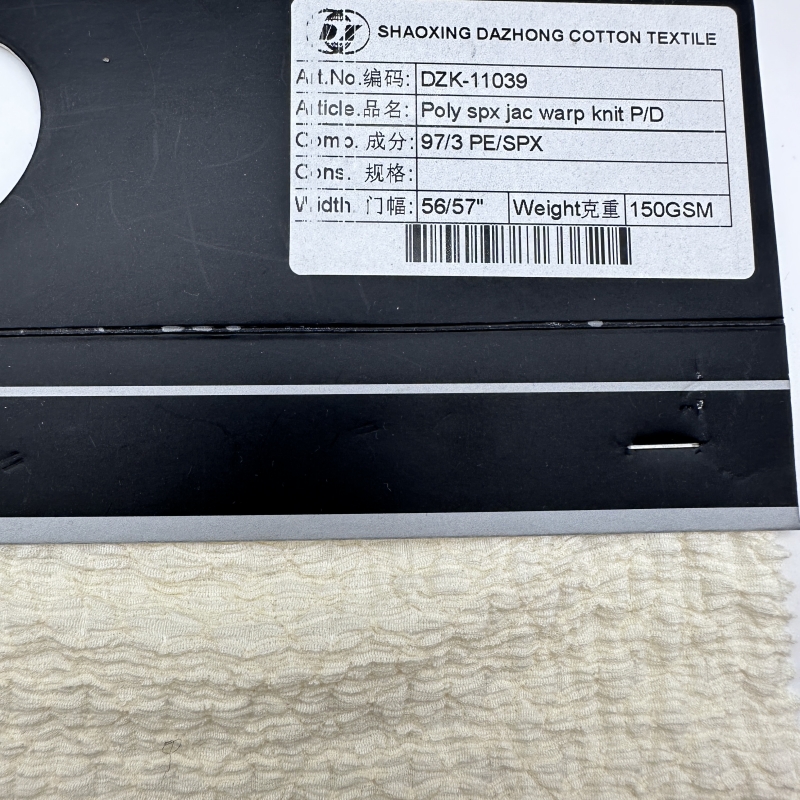 SHAOXING DAZHONG COTTON TEXTILE
Art.No.编码: DZK-11039
Article.品名: Poly spx jac warp knit P/D
Comp. 成分: 97/3 PE/SPX
Cons. 规格:
Width. 门幅: 56/57" Weight克重 150GSM